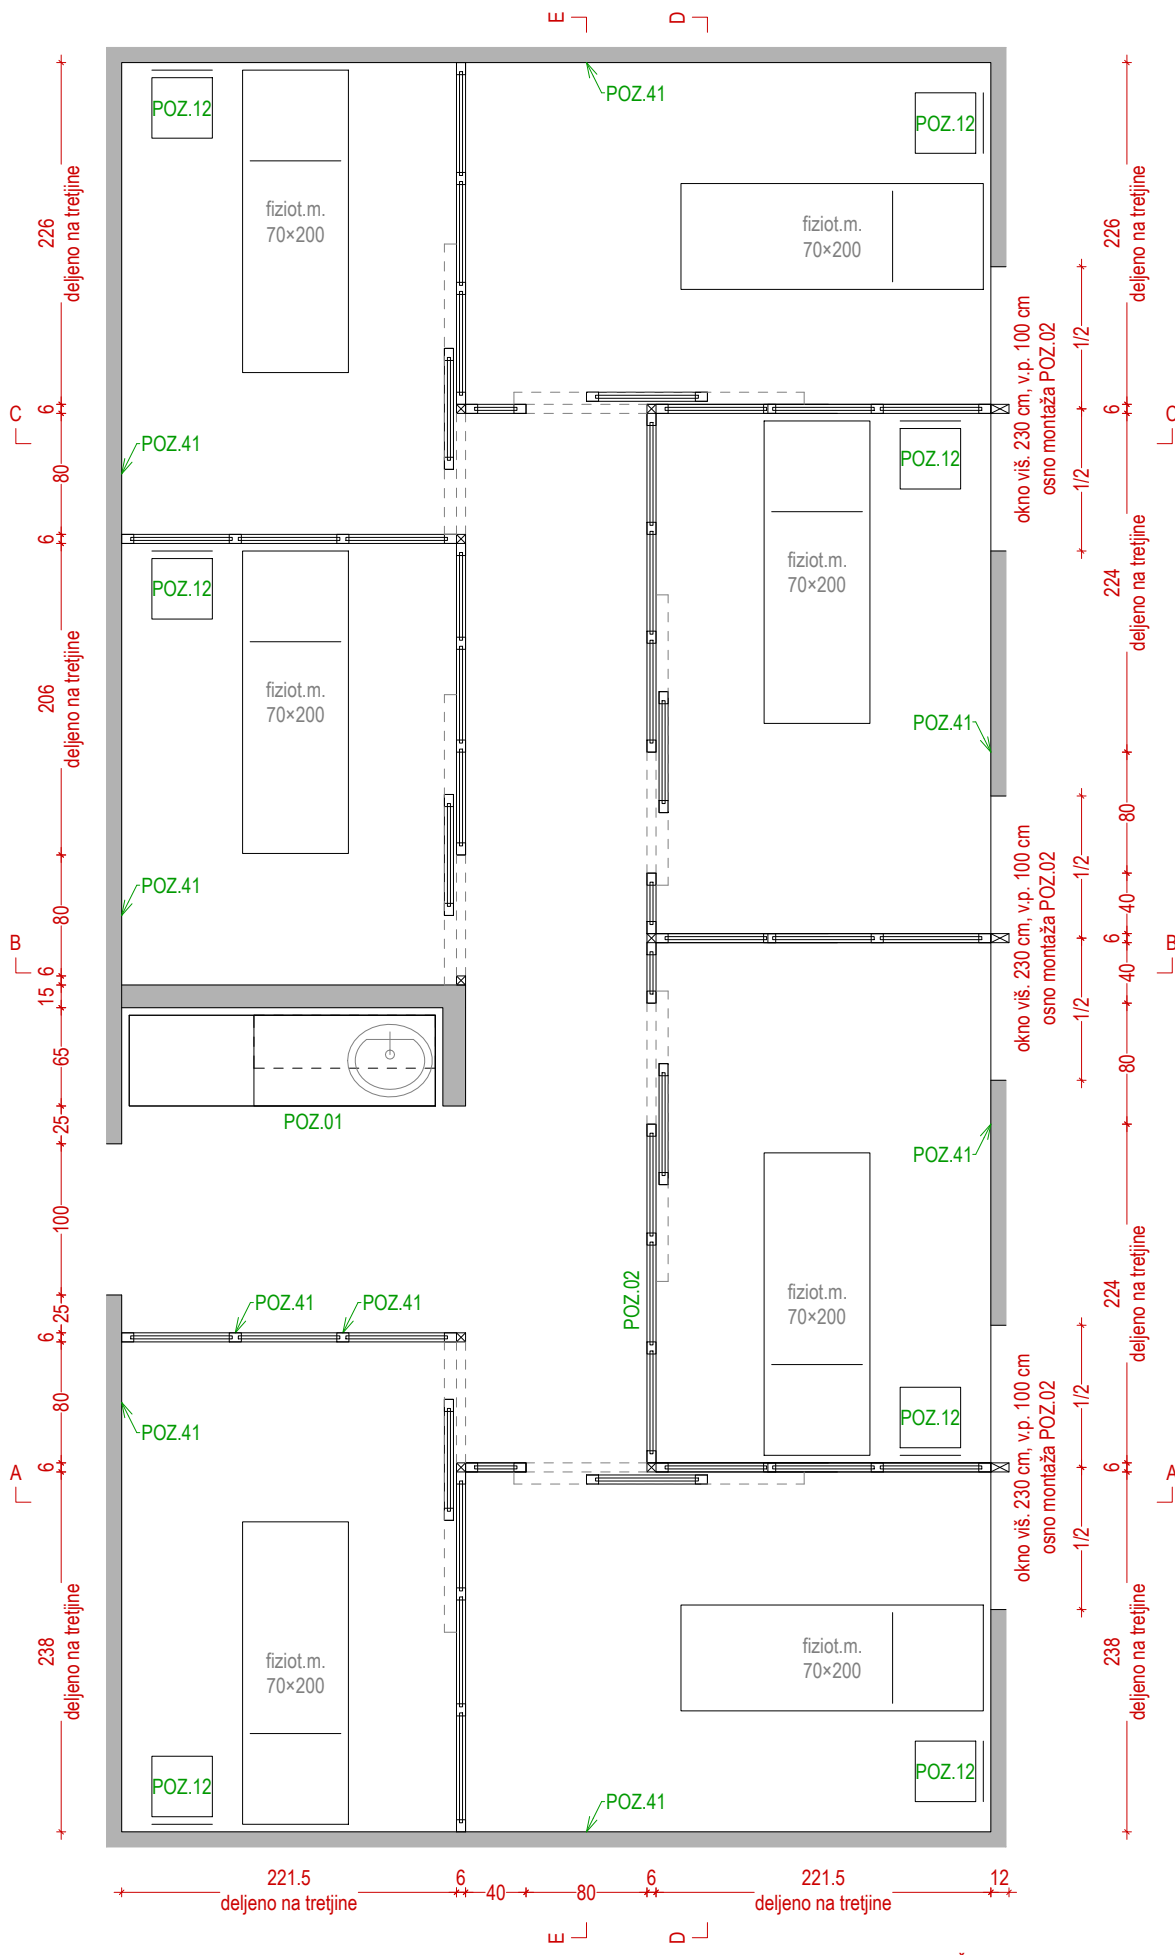 E
D
POZ.41
POZ.12
POZ.12
226
deljeno na tretjine
fiziot.m.
70×200
fiziot.m.
70×200
226
deljeno na tretjine
1/2
okno viš. 230 cm, v.p. 100 cm
osno montaža POZ.02
C
6
6
C
POZ.41
POZ.12
80
1/2
6
fiziot.m.
70×200
224
deljeno na tretjine
POZ.12
206
deljeno na tretjine
fiziot.m.
70×200
POZ.41
80
1/2
okno viš. 230 cm, v.p. 100 cm
osno montaža POZ.02
POZ.41
80
40
B
6
6
B
15
40
1/2
65
80
25
POZ.01
POZ.41
100
224
deljeno na tretjine
POZ.02
fiziot.m.
70×200
25
POZ.41
POZ.41
6
80
1/2
okno viš. 230 cm, v.p. 100 cm
osno montaža POZ.02
POZ.41
POZ.12
A
6
6
A
1/2
238
deljeno na tretjine
fiziot.m.
70×200
fiziot.m.
70×200
238
deljeno na tretjine
POZ.12
POZ.12
POZ.41
221.5
deljeno na tretjine
6
40
80
6
221.5
deljeno na tretjine
12
E
D